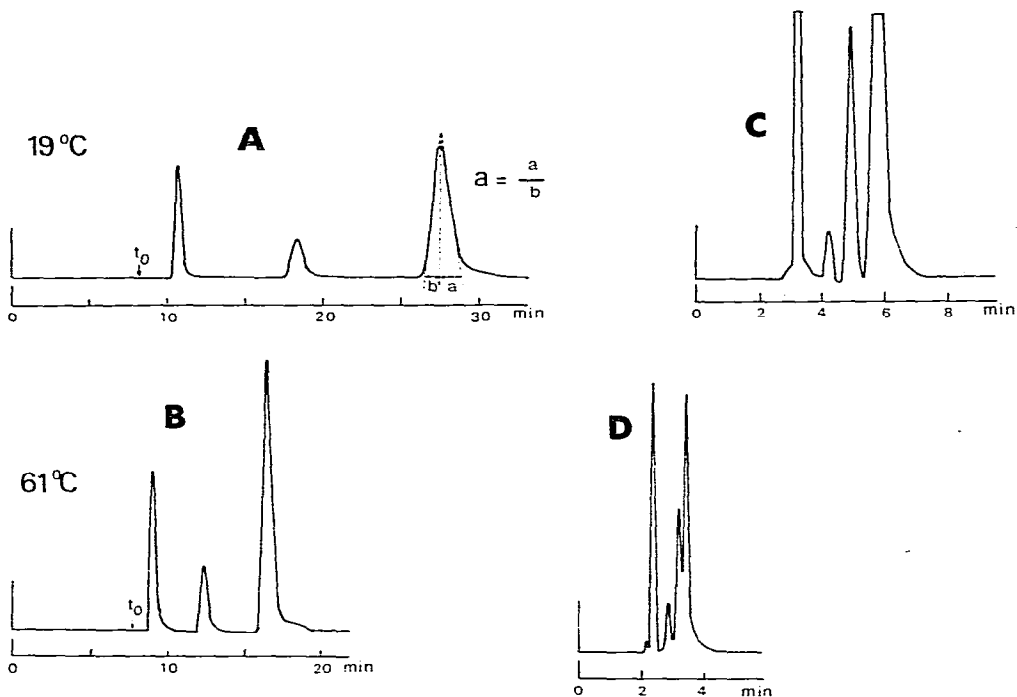 19 °C
A
a = a/b
t₀
b' a
0 10 20 30 min
C
0 2 4 6 8 min
B
61 °C
t₀
0 10 20 min
D
0 2 4 min